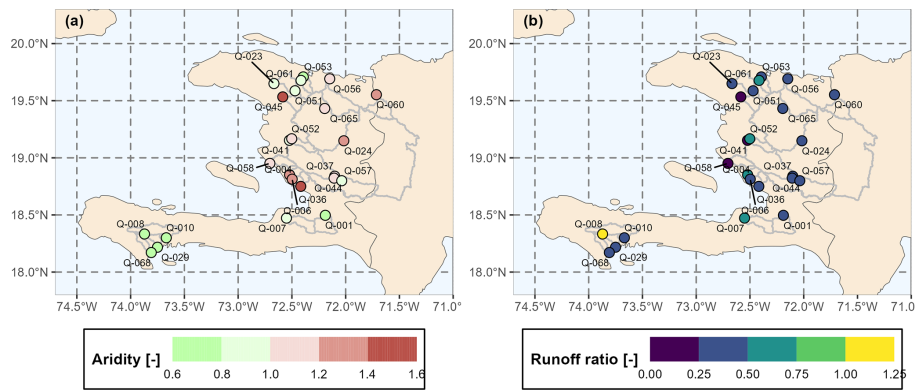 (a)
20.0°N
19.5°N
19.0°N
18.5°N
18.0°N
Q-023
Q-053
Q-061
Q-056
Q-045
Q-051
Q-060
Q-065
Q-052
Q-041
Q-024
Q-058
Q-004
Q-037
Q-057
Q-044
Q-036
Q-006
Q-008
Q-010
Q-007
Q-001
Q-029
Q-068
74.5°W
74.0°W
73.5°W
73.0°W
72.5°W
72.0°W
71.5°W
71.0°
Aridity [-]
0.6
0.8
1.0
1.2
1.4
1.6
(b)
20.0°N
19.5°N
19.0°N
18.5°N
18.0°N
Q-023
Q-053
Q-061
Q-056
Q-045
Q-051
Q-060
Q-065
Q-052
Q-041
Q-024
Q-058
Q-004
Q-037
Q-057
Q-044
Q-036
Q-006
Q-008
Q-010
Q-007
Q-001
Q-029
Q-068
74.5°W
74.0°W
73.5°W
73.0°W
72.5°W
72.0°W
71.5°W
71.0°
Runoff ratio [-]
0.00
0.25
0.50
0.75
1.00
1.25